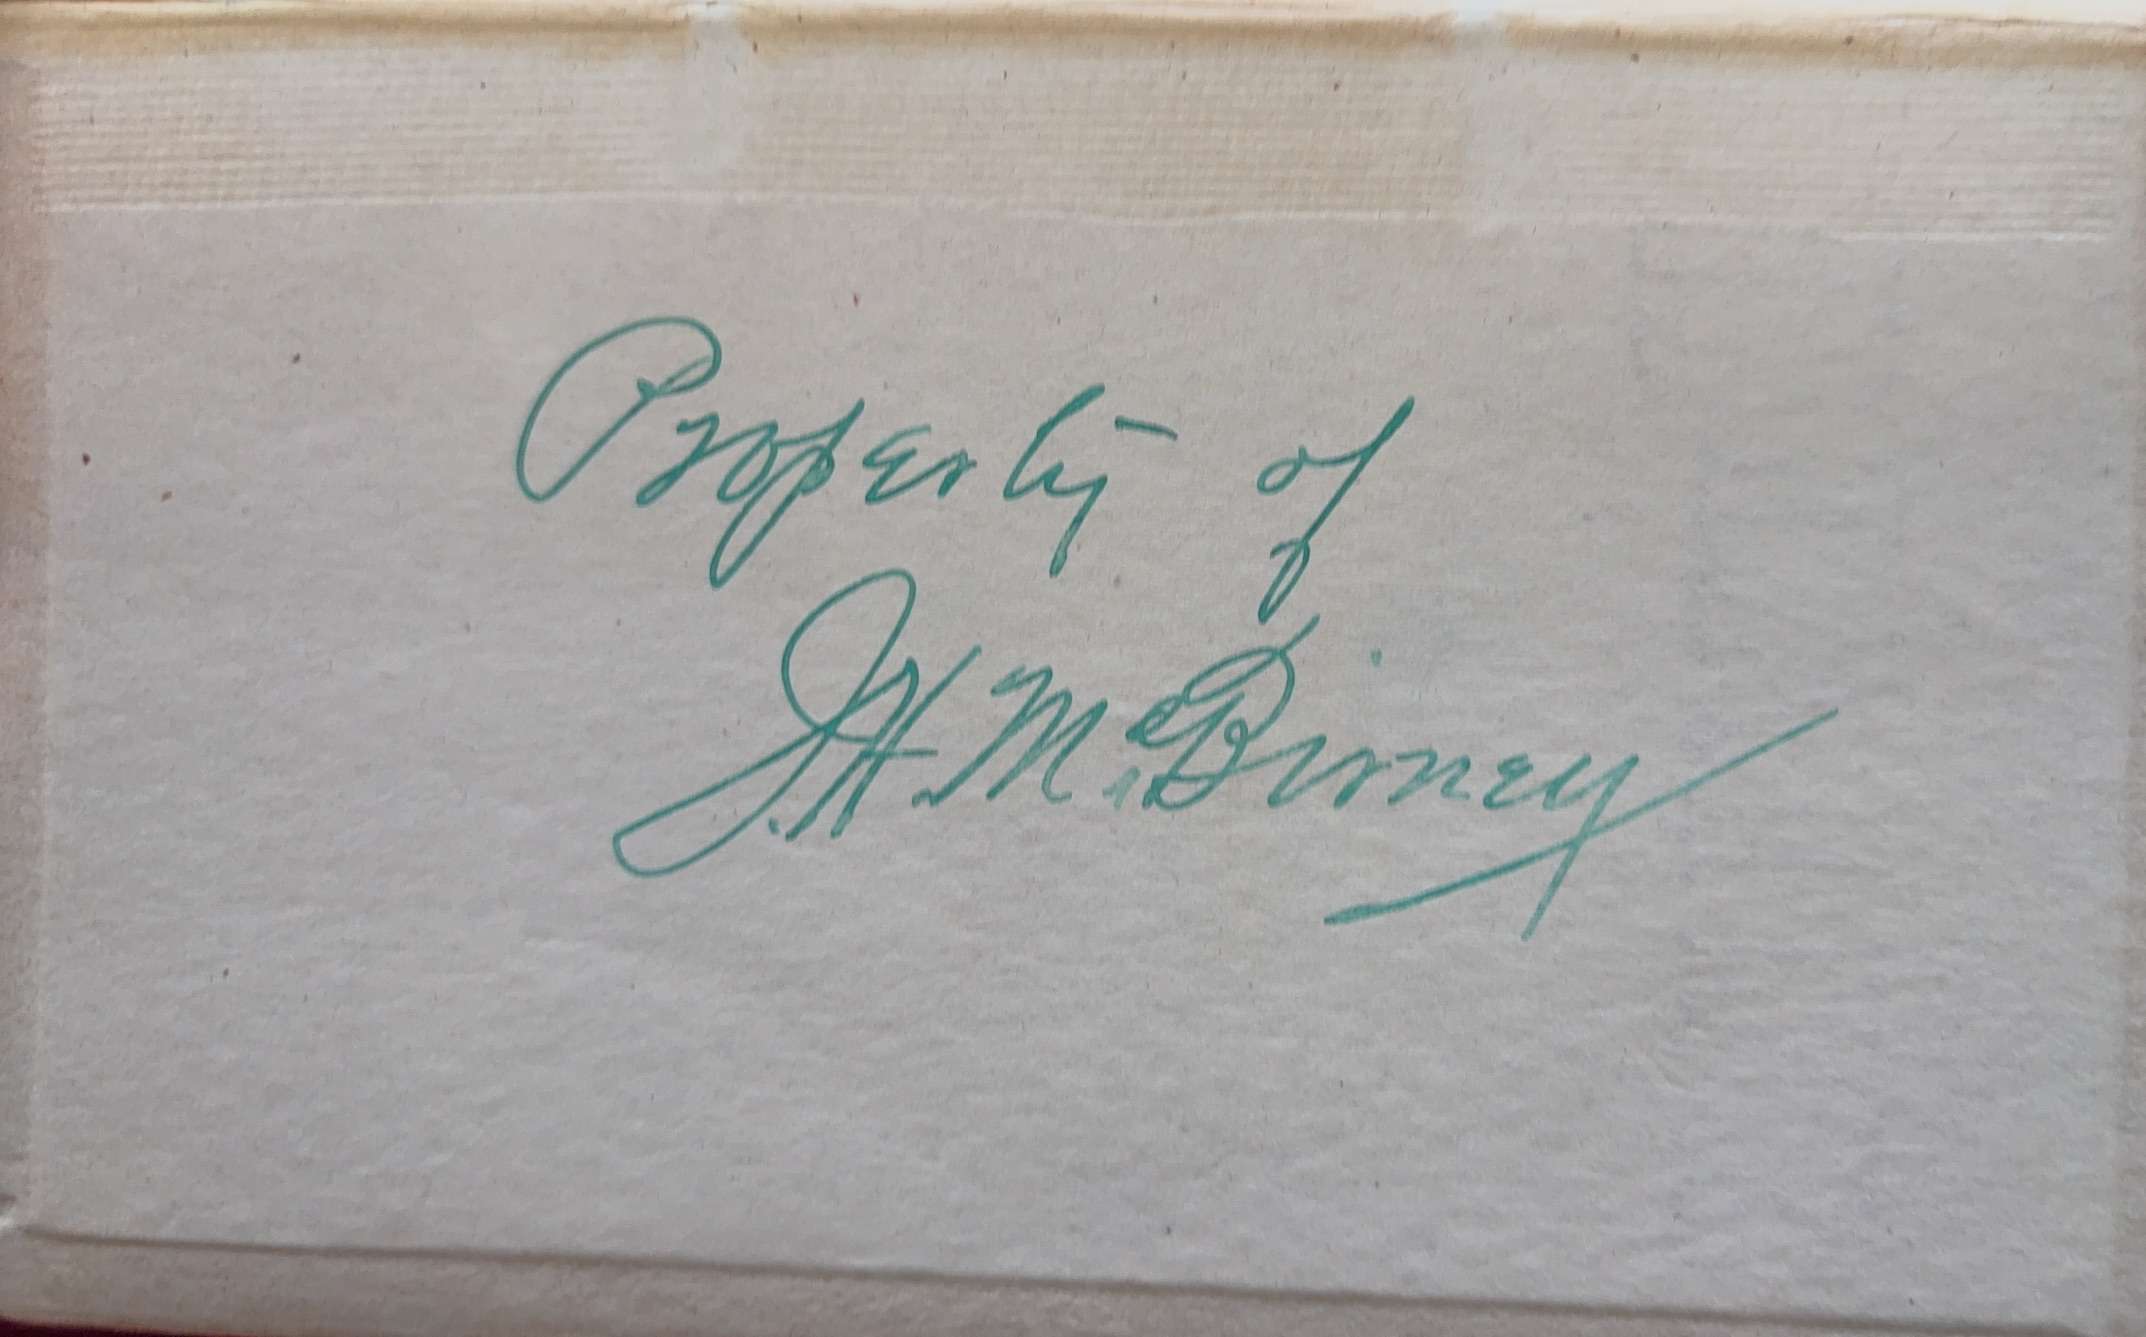 Property of
J. H. McBirney